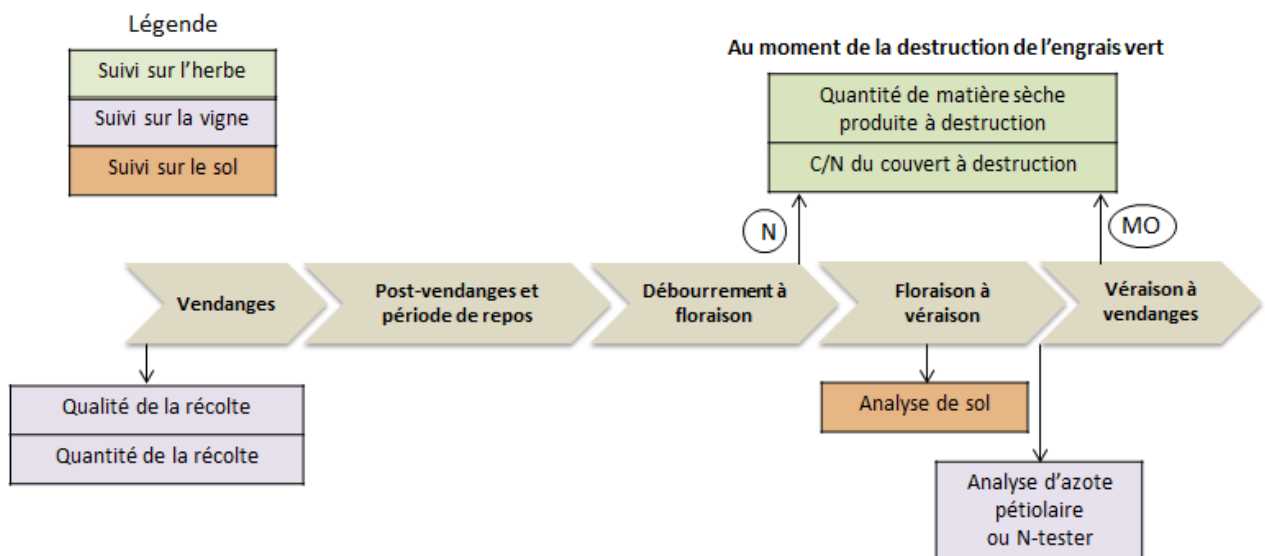 Légende
Suivi sur l'herbe
Suivi sur la vigne
Suivi sur le sol
Au moment de la destruction de l'engrais vert
Quantité de matière sèche
produite à destruction
C/N du couvert à destruction
N
MO
Vendanges
Post-vendanges et
période de repos
Débourrement à
floraison
Floraison à
véraison
Véraison à
vendanges
Qualité de la récolte
Quantité de la récolte
Analyse de sol
Analyse d'azote
pétiolaire
ou N-tester